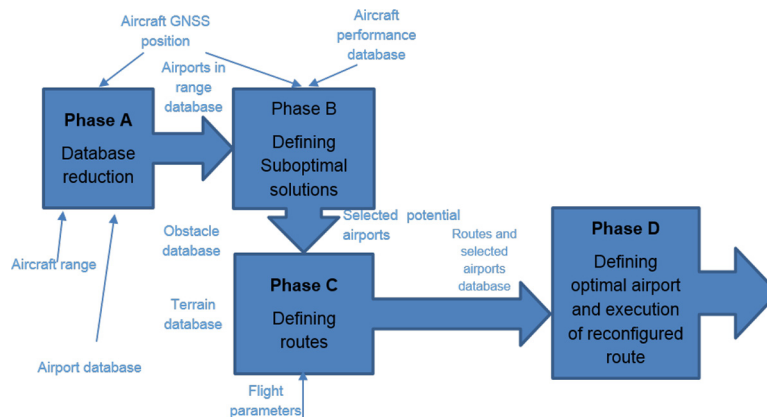 Aircraft GNSS
position
Aircraft
performance
database
Airports in
range
database
Phase A
Database
reduction
Phase B
Defining
Suboptimal
solutions
Selected potential
airports
Obstacle
database
Aircraft range
Terrain
database
Airport database
Phase C
Defining
routes
Flight
parameters
Routes and
selected
airports
database
Phase D
Defining
optimal airport
and execution
of reconfigured
route